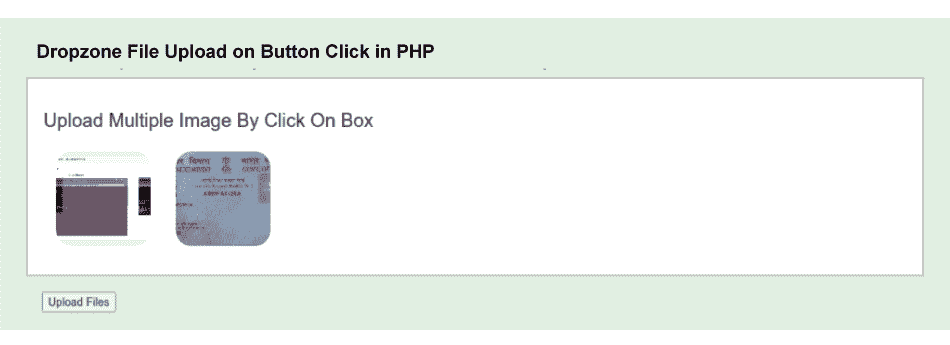 Dropzone File Upload on Button Click in PHP
Upload Multiple Image By Click On Box
Upload Files